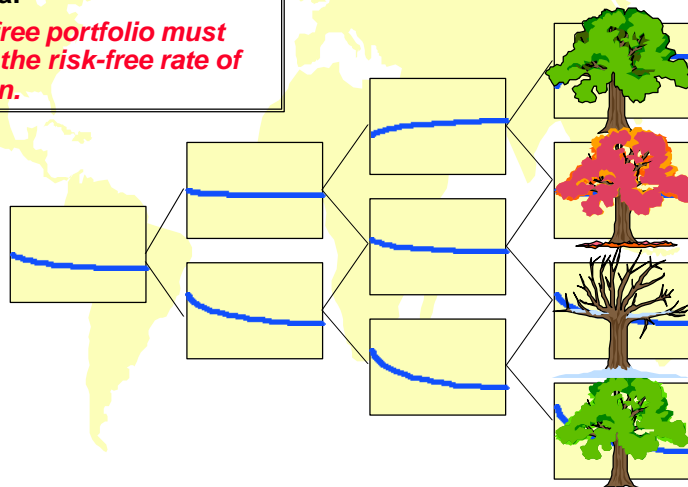 free portfolio must
the risk-free rate of
n.